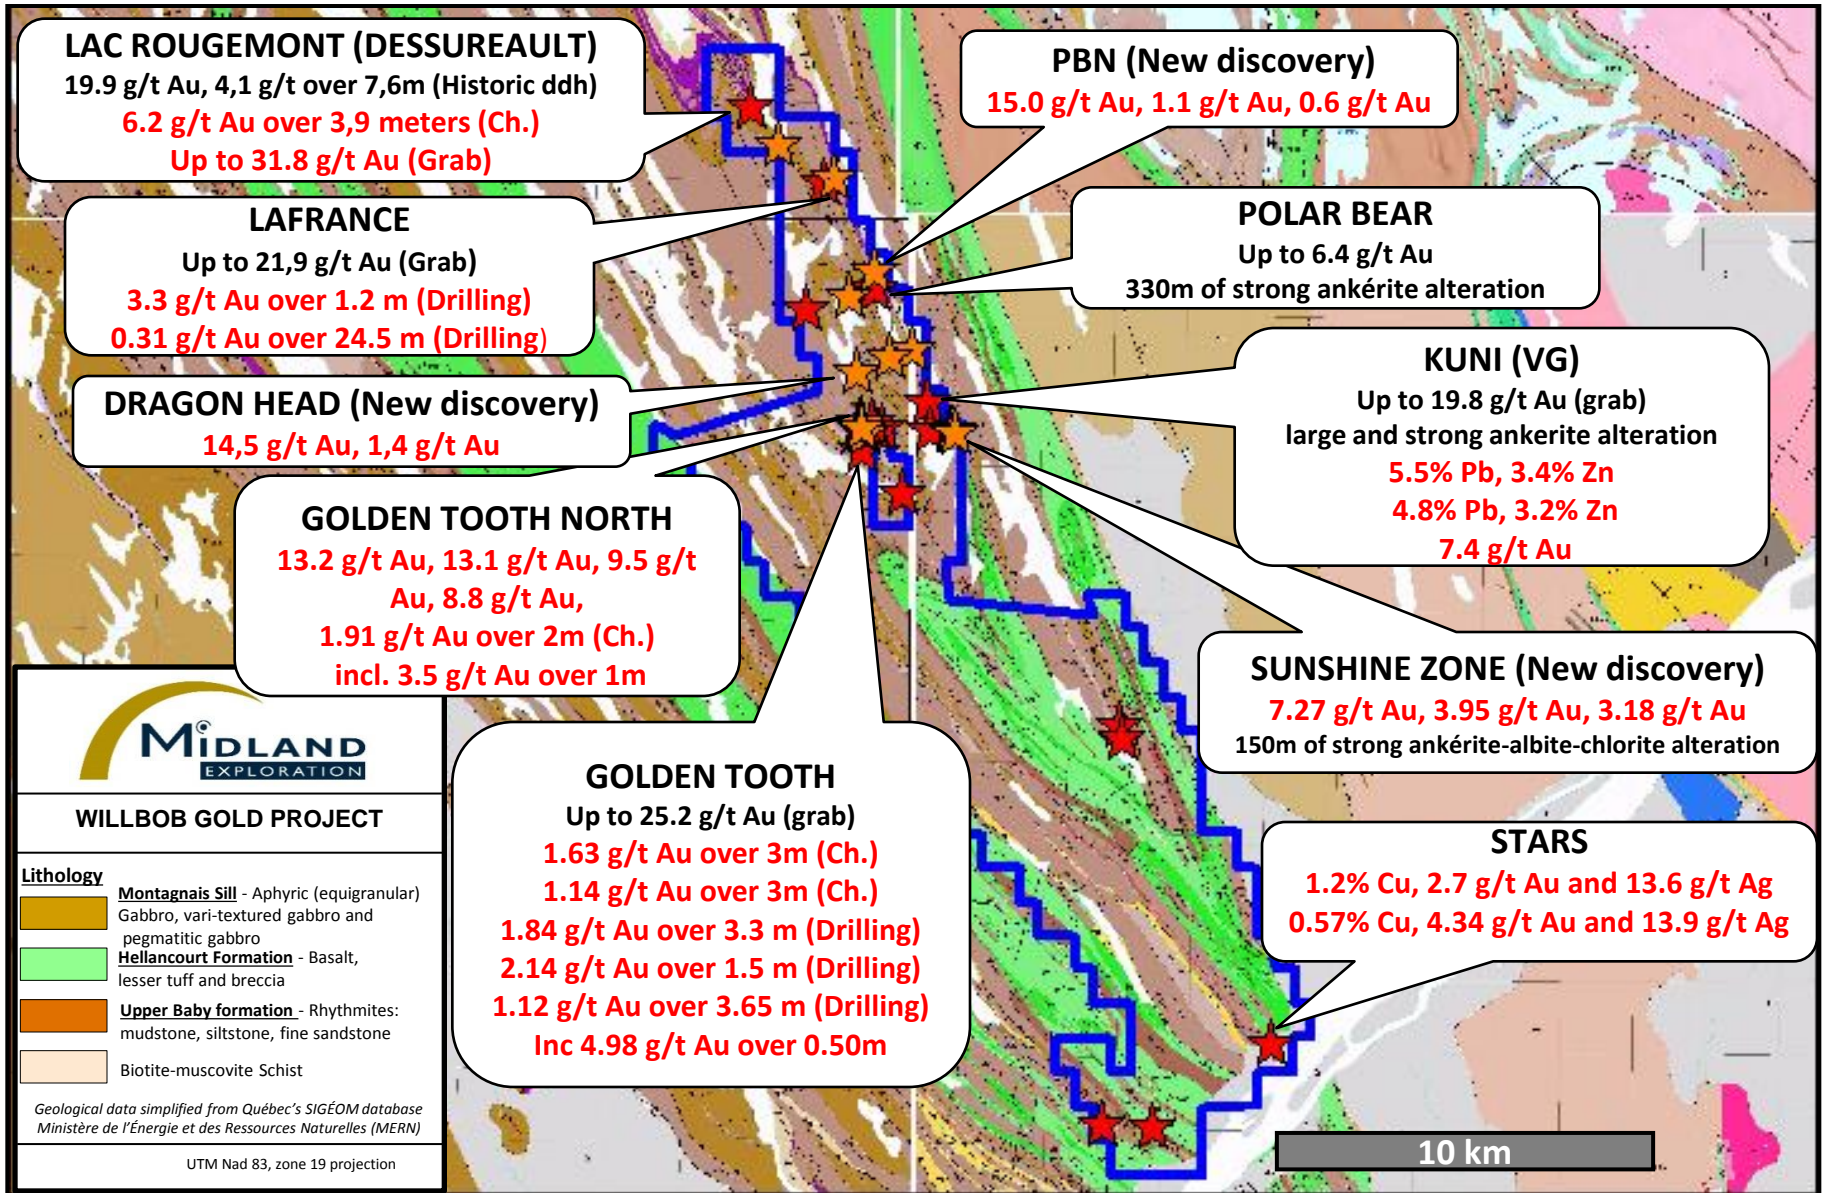 LAC ROUGEMONT (DESSUREAULT)
19.9 g/t Au, 4,1 g/t over 7,6m (Historic ddh)
6.2 g/t Au over 3,9 meters (Ch.)
Up to 31.8 g/t Au (Grab)
PBN (New discovery)
15.0 g/t Au, 1.1 g/t Au, 0.6 g/t Au
LAFRANCE
Up to 21,9 g/t Au (Grab)
3.3 g/t Au over 1.2 m (Drilling)
0.31 g/t Au over 24.5 m (Drilling)
POLAR BEAR
Up to 6.4 g/t Au
330m of strong ankérite alteration
DRAGON HEAD (New discovery)
14,5 g/t Au, 1,4 g/t Au
KUNI (VG)
Up to 19.8 g/t Au (grab)
large and strong ankerite alteration
5.5% Pb, 3.4% Zn
4.8% Pb, 3.2% Zn
7.4 g/t Au
GOLDEN TOOTH NORTH
13.2 g/t Au, 13.1 g/t Au, 9.5 g/t
Au, 8.8 g/t Au,
1.91 g/t Au over 2m (Ch.)
incl. 3.5 g/t Au over 1m
SUNSHINE ZONE (New discovery)
7.27 g/t Au, 3.95 g/t Au, 3.18 g/t Au
150m of strong ankérite-albite-chlorite alteration
GOLDEN TOOTH
Up to 25.2 g/t Au (grab)
1.63 g/t Au over 3m (Ch.)
1.14 g/t Au over 3m (Ch.)
1.84 g/t Au over 3.3 m (Drilling)
2.14 g/t Au over 1.5 m (Drilling)
1.12 g/t Au over 3.65 m (Drilling)
Inc 4.98 g/t Au over 0.50m
STARS
1.2% Cu, 2.7 g/t Au and 13.6 g/t Ag
0.57% Cu, 4.34 g/t Au and 13.9 g/t Ag
MIDLAND
EXPLORATION
WILLBOB GOLD PROJECT
Lithology
Montagnais Sill - Aphyric (equigranular)
Gabbro, vari-textured gabbro and
pegmatitic gabbro
Hellancourt Formation - Basalt,
lesser tuff and breccia
Upper Baby formation - Rhythmites:
mudstone, siltstone, fine sandstone
Biotite-muscovite Schist
Geological data simplified from Québec's SIGÉOM database
Ministère de l'Énergie et des Ressources Naturelles (MERN)
UTM Nad 83, zone 19 projection
10 km